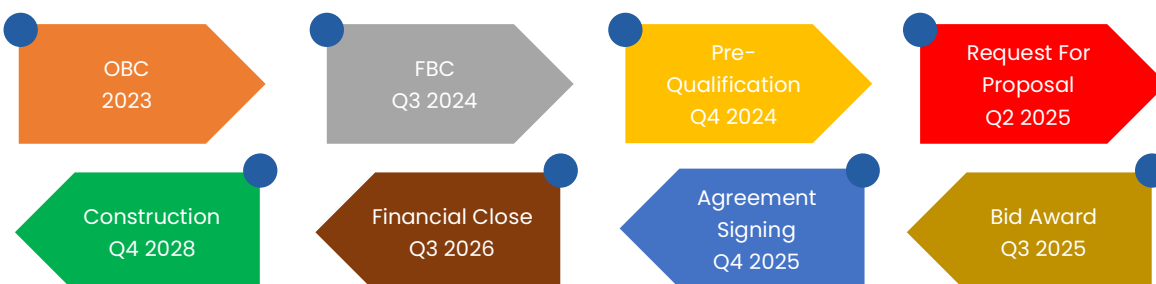 OBC
2023
FBC
Q3 2024
Pre-
Qualification
Q4 2024
Request For
Proposal
Q2 2025
Construction
Q4 2028
Financial Close
Q3 2026
Agreement
Signing
Q4 2025
Bid Award
Q3 2025